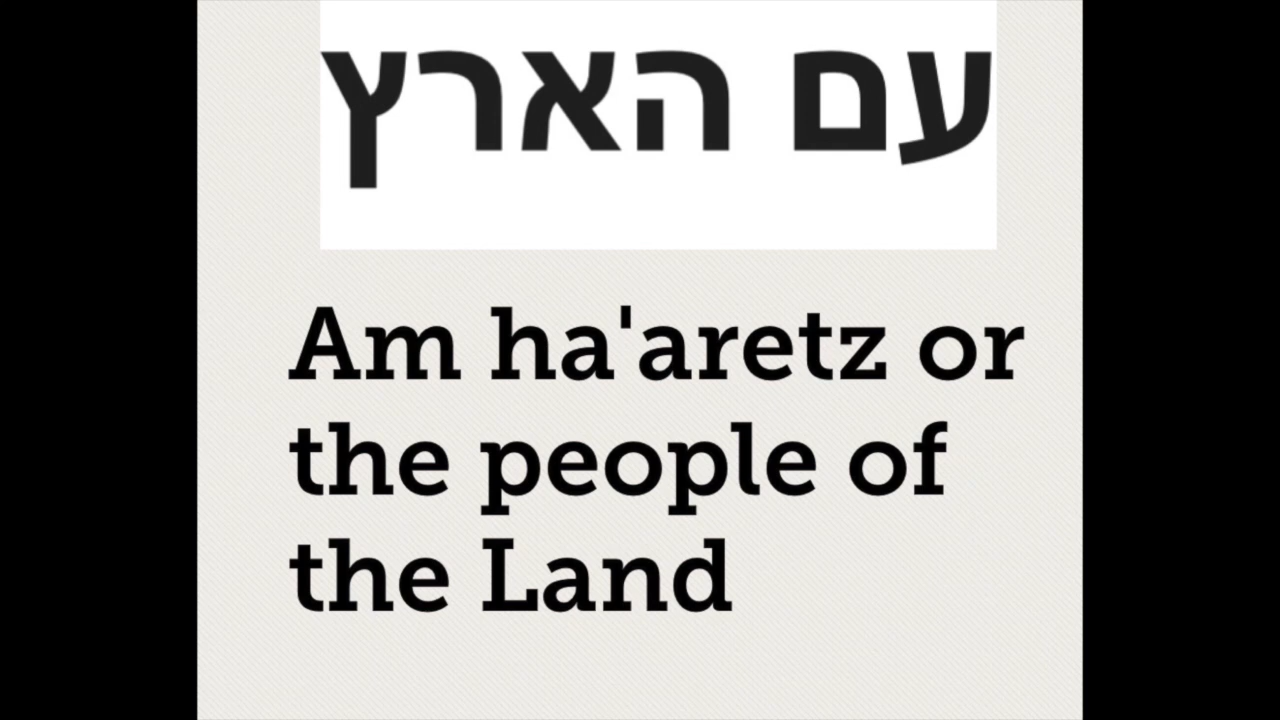 עם הארץ
Am ha'aretz or
the people of
the Land